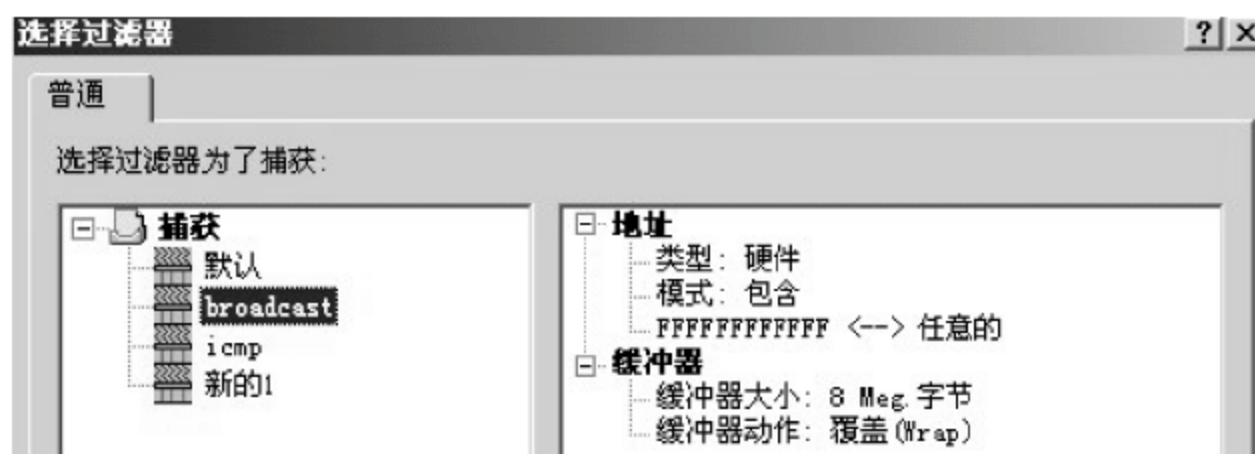 选择过滤器
普通
选择过滤器为了捕获:
捕获
默认
broadcast
icmp
新的1
地址
类型: 硬件
模式: 包含
FFFFFFFFFFFF <--> 任意的
缓冲器
缓冲器大小: 8 Meg.字节
缓冲器动作: 覆盖(Wrap)